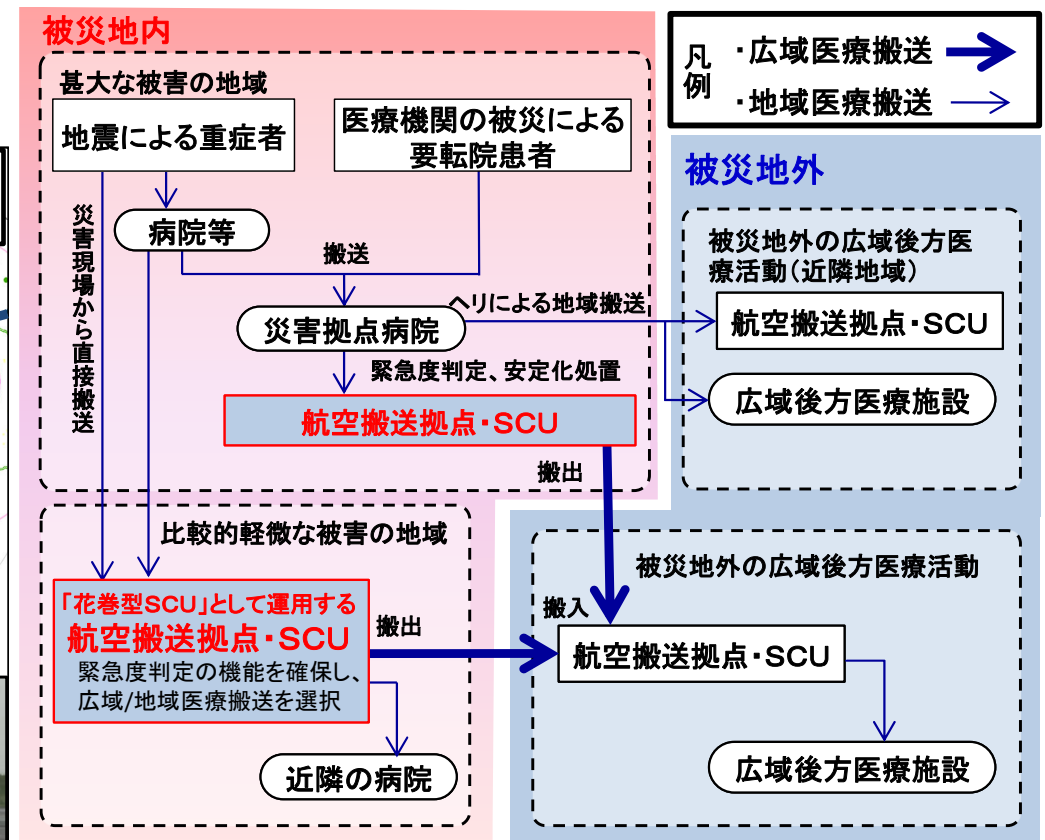 被災地内
凡例
・広域医療搬送
・地域医療搬送
甚大な被害の地域
地震による重症者
医療機関の被災による
要転院患者
災害現場から直接搬送
病院等
搬送
災害拠点病院
ヘリによる地域搬送
緊急度判定、安定化処置
航空搬送拠点・SCU
搬出
被災地外
被災地外の広域後方医
療活動(近隣地域)
航空搬送拠点・SCU
広域後方医療施設
比較的軽微な被害の地域
「花巻型SCU」として運用する
航空搬送拠点・SCU
緊急度判定の機能を確保し、
広域/地域医療搬送を選択
搬出
近隣の病院
被災地外の広域後方医療活動
搬入
航空搬送拠点・SCU
広域後方医療施設